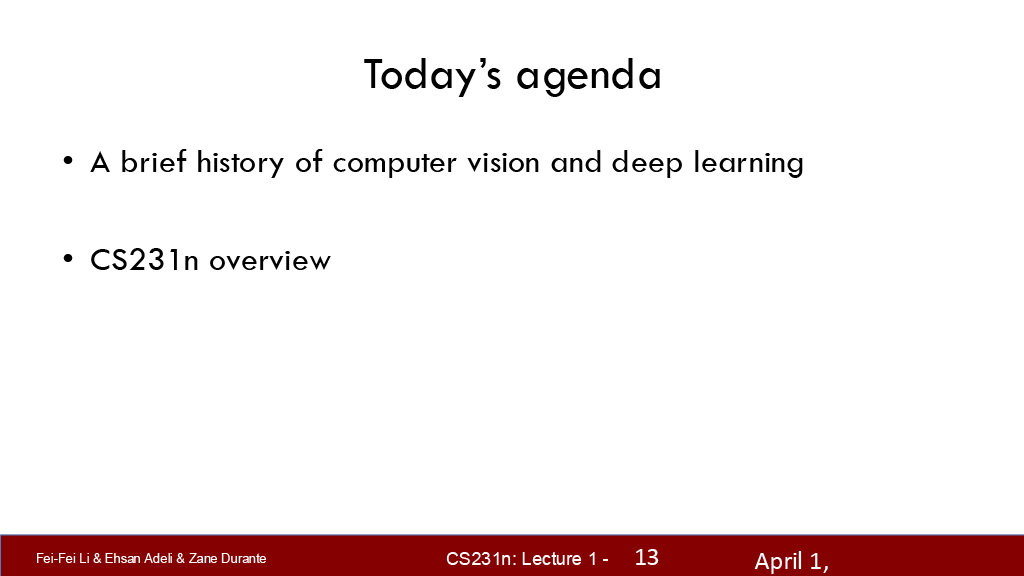 Today’s agenda
• A brief history of computer vision and deep learning
• CS231n overview
Fei-Fei Li & Ehsan Adeli & Zane Durante CS231n: Lecture 1 - 13 April 1,